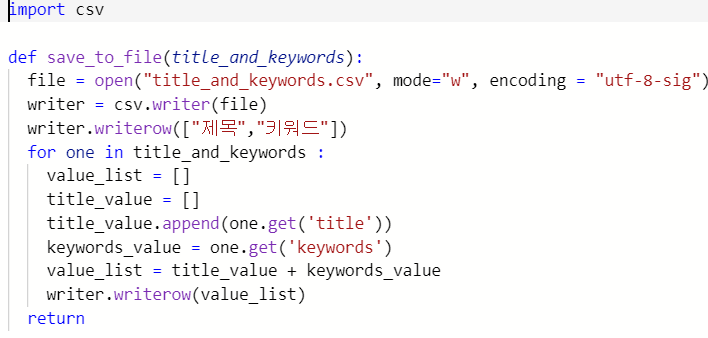 import csv
def save_to_file(title_and_keywords):
file = open("title_and_keywords.csv", mode="w", encoding = "utf-8-sig")
writer = csv.writer(file)
writer.writerow(["제목","키워드"])
for one in title_and_keywords :
value_list = []
title_value = []
title_value.append(one.get('title'))
keywords_value = one.get('keywords')
value_list = title_value + keywords_value
writer.writerow(value_list)
return